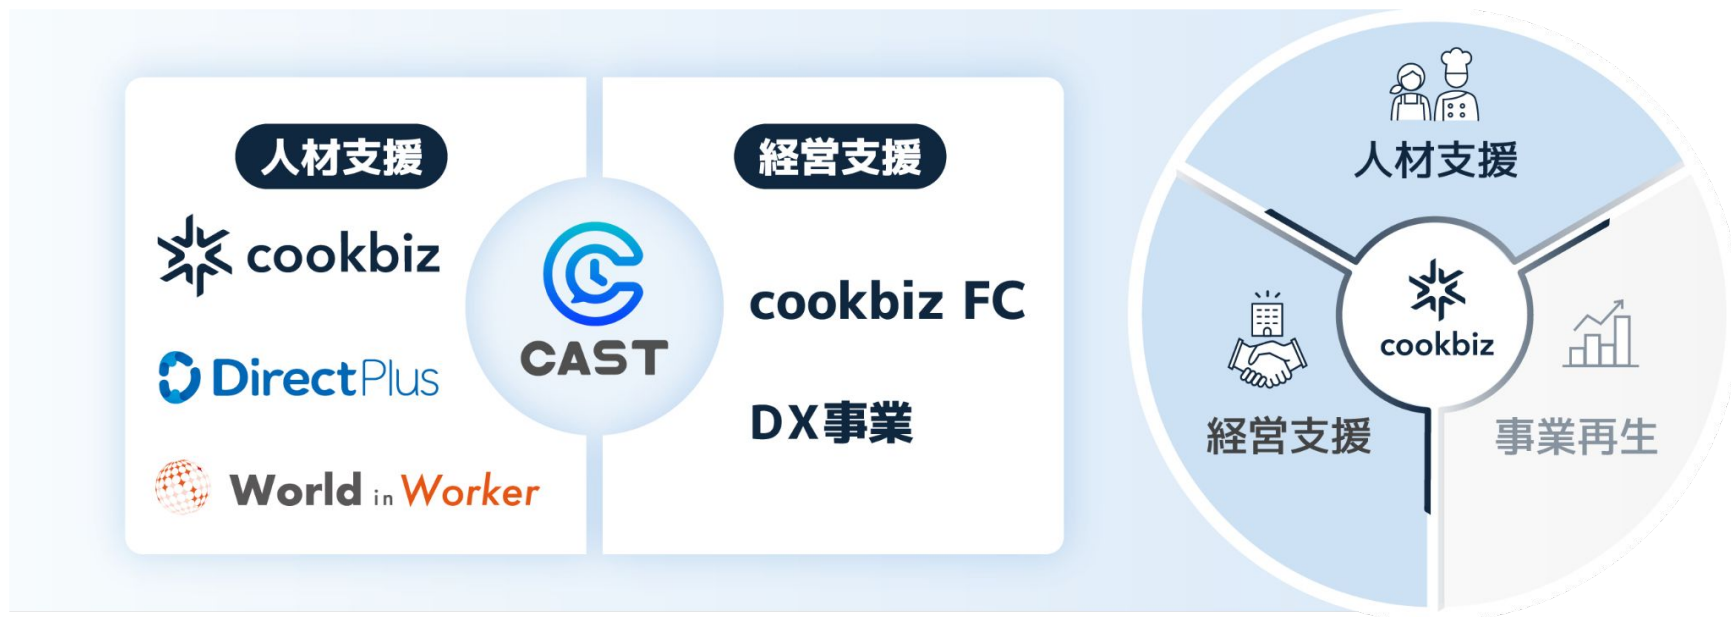 人材支援
cookbiz
DirectPlus
World in Worker
CAST
経営支援
cookbiz FC
DX事業
人材支援
経営支援
cookbiz
事業再生